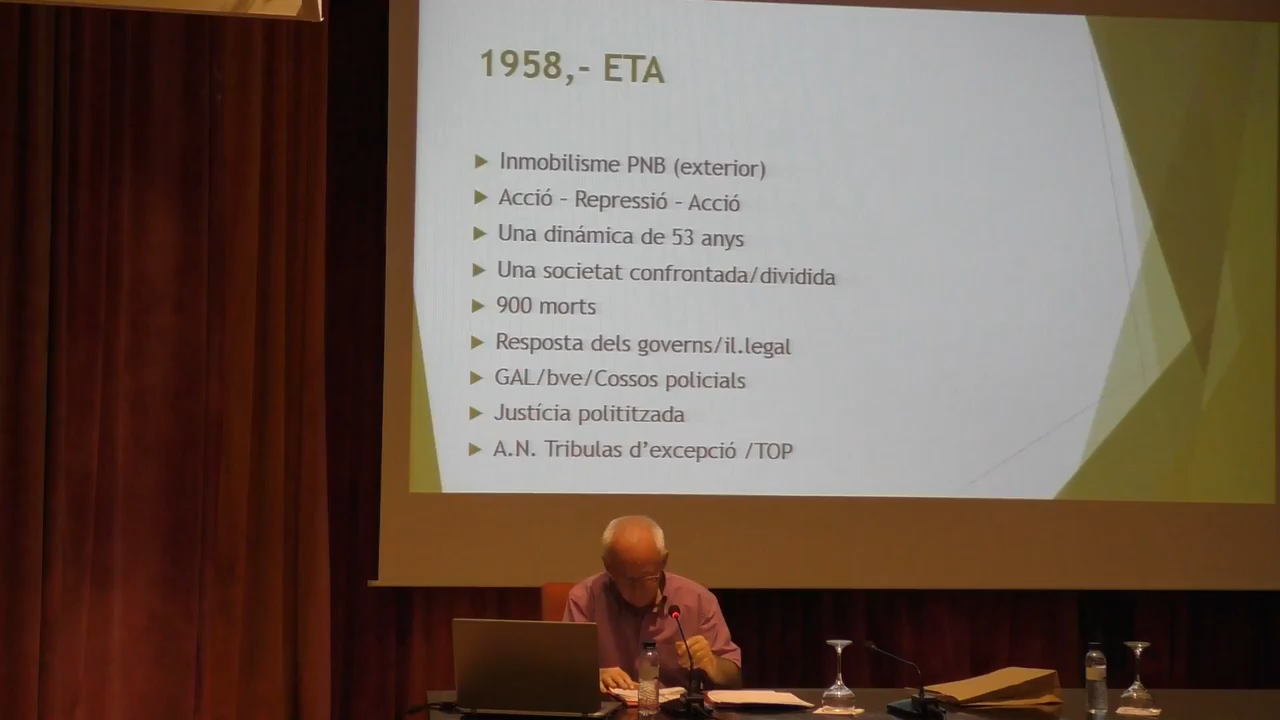 1958,- ETA
Inmobilisme PNB (exterior)
Acció - Repressió - Acció
Una dinámica de 53 anys
Una societat confrontada/dividida
900 morts
Resposta dels governs/il.legal
GAL/bve/Cossos policials
Justícia polititzada
A.N. Tribulas d'excepció /TOP